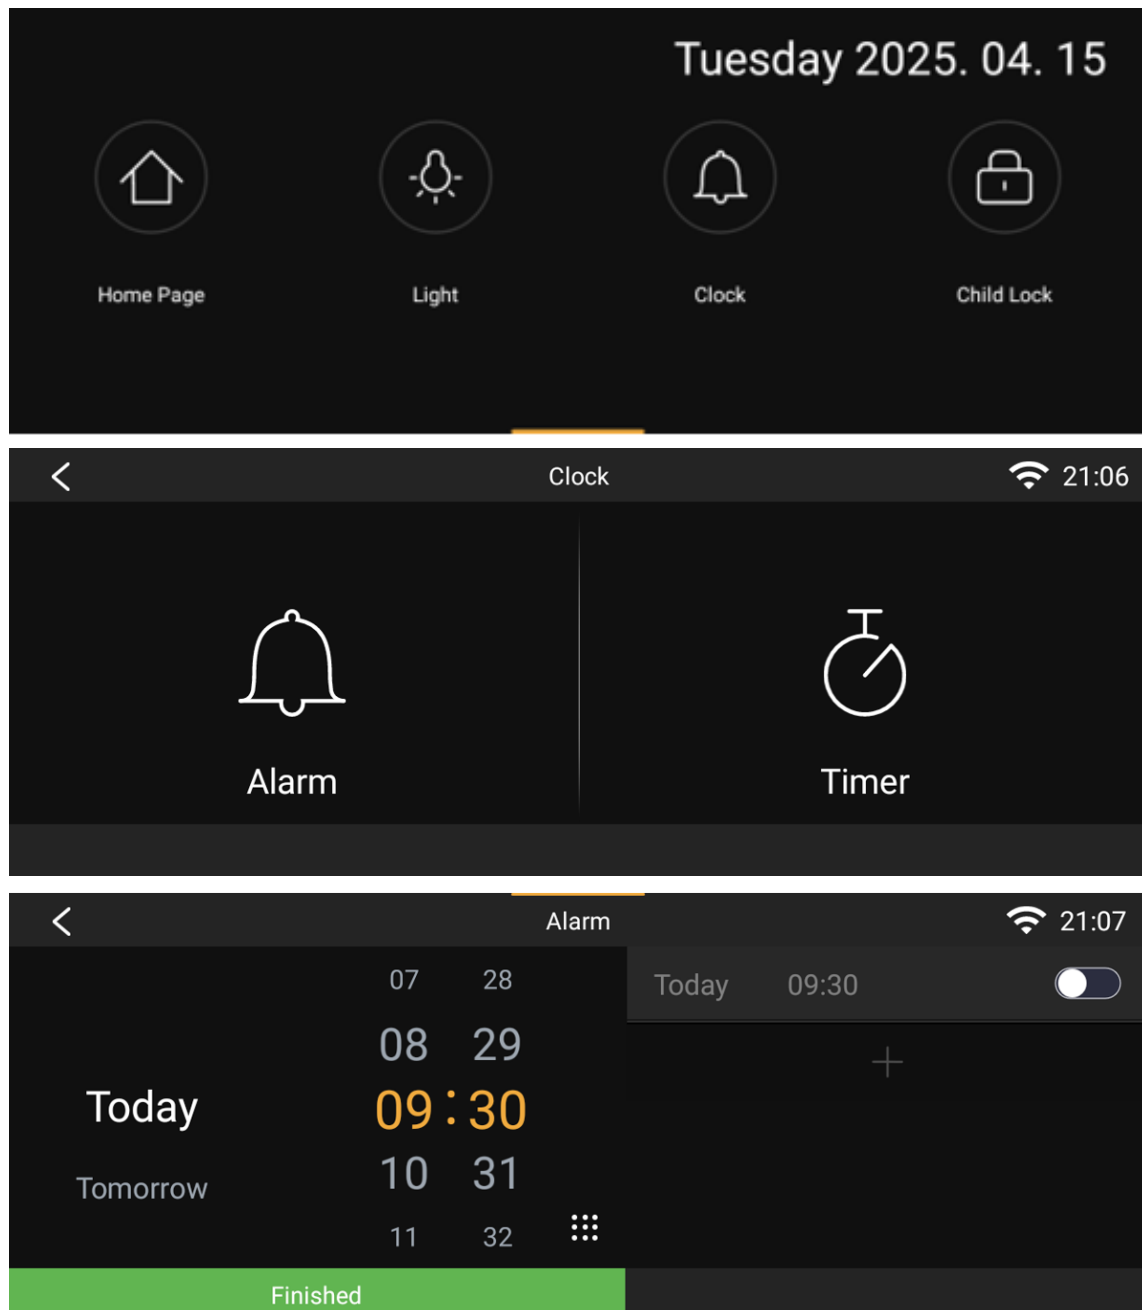 Tuesday 2025. 04. 15
Home Page Light Clock Child Lock
Clock 21:06
Alarm Timer
Alarm 21:07
07 28
Today 09:30
08 29
Today 09:30
Tomorrow 10 31
11 32
Finished